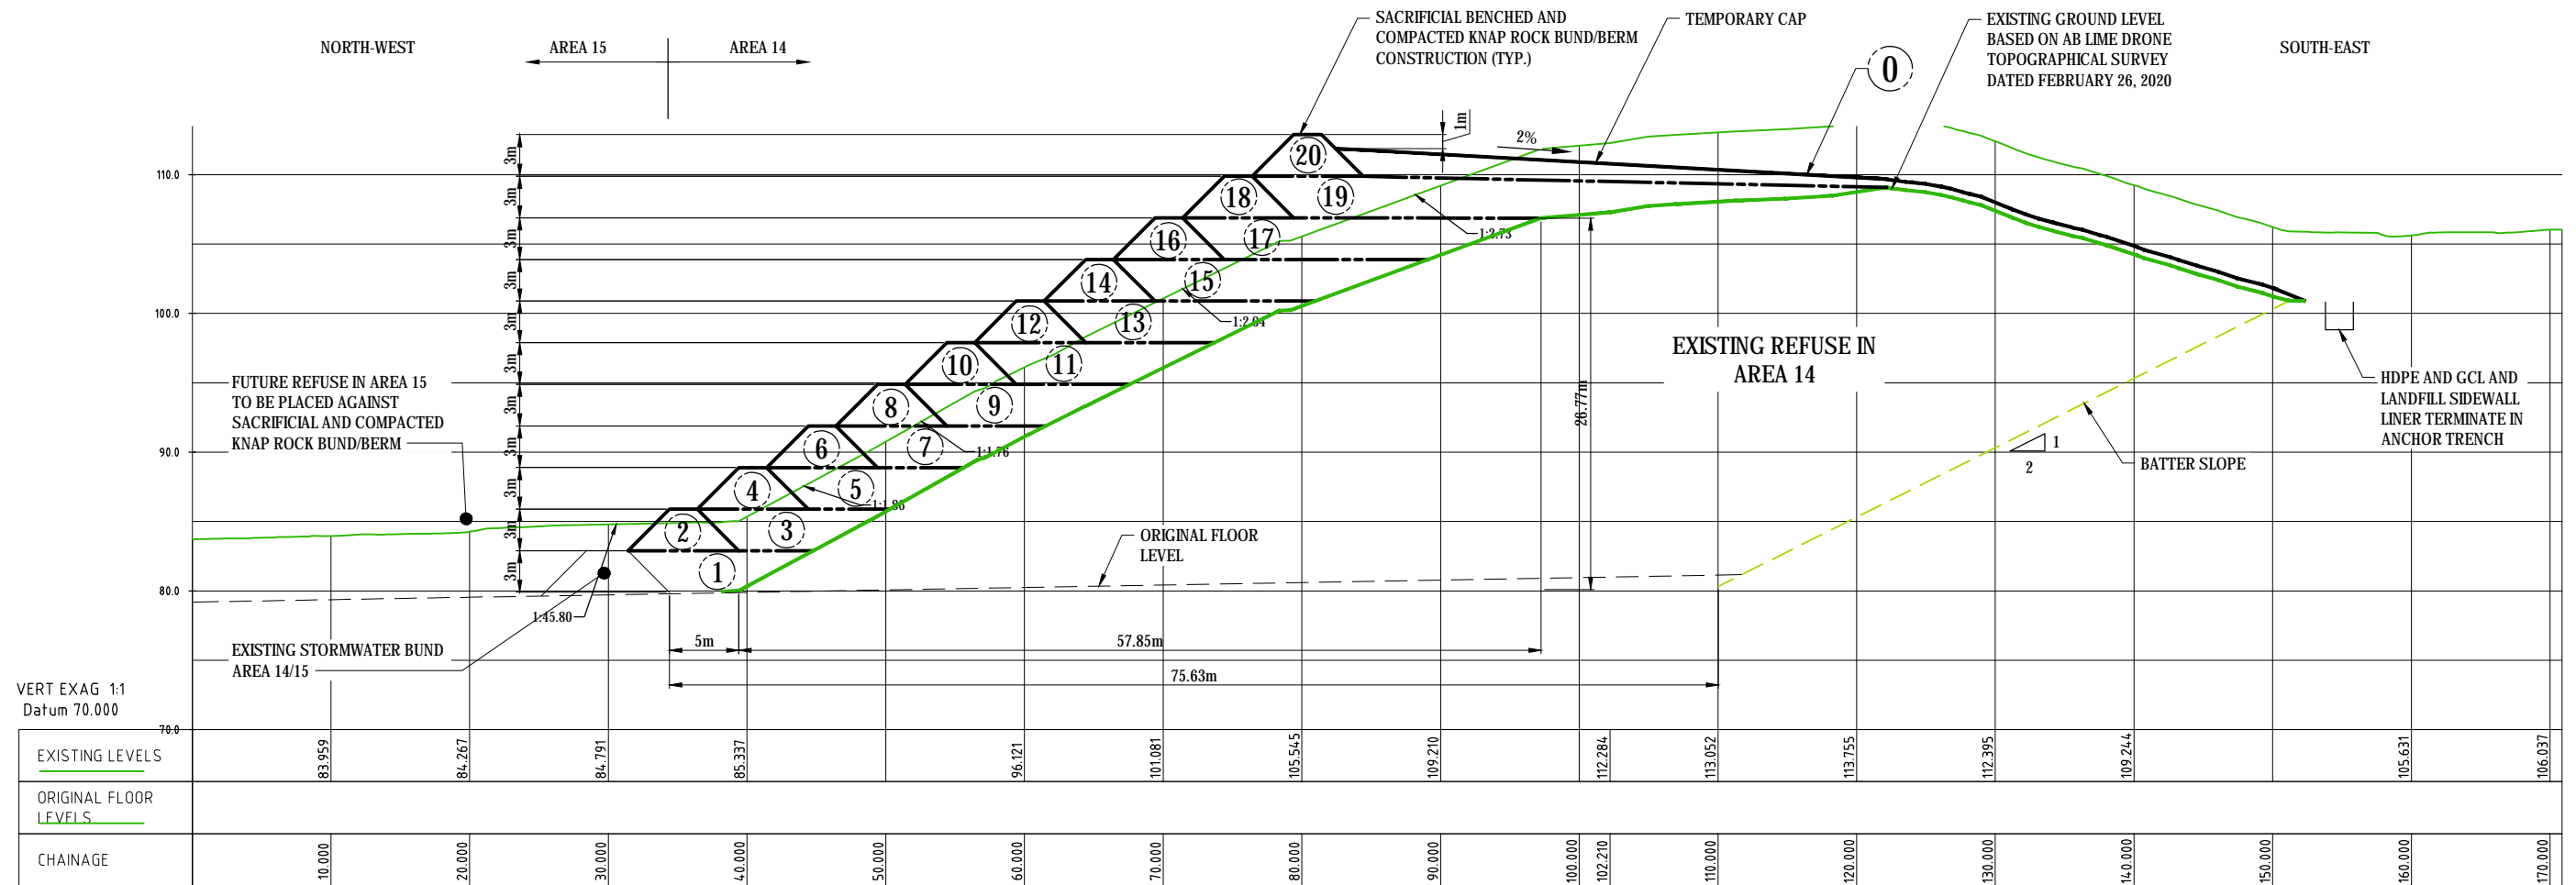 SACRIFICIAL BENCHED AND
COMPACTED KNAP ROCK BUND/BERM
CONSTRUCTION (TYP.)
TEMPORARY CAP
EXISTING GROUND LEVEL
BASED ON AB LIME DRONE
TOPOGRAPHICAL SURVEY
DATED FEBRUARY 26, 2020
NORTH-WEST
AREA 15
AREA 14
SOUTH-EAST
0
1m
2%
3m
20
110.0
3m
18
19
3m
16
17
1:2.73
3m
14
15
3m
100.0
12
13
1:2.04
3m
10
11
EXISTING REFUSE IN
AREA 14
FUTURE REFUSE IN AREA 15
TO BE PLACED AGAINST
SACRIFICIAL AND COMPACTED
KNAP ROCK BUND/BERM
HDPE AND GCL AND
LANDFILL SIDEWALL
LINER TERMINATE IN
ANCHOR TRENCH
3m
8
9
26.77m
90.0
3m
6
7
1:1.76
1
2
BATTER SLOPE
3m
4
5
3m
2
3
ORIGINAL FLOOR
LEVEL
3m
1
80.0
1:45.80
EXISTING STORMWATER BUND
AREA 14/15
5m
57.85m
75.63m
VERT EXAG 1:1
Datum 70.000
70.0
EXISTING LEVELS
83.959
84.267
84.791
85.337
96.121
101.081
105.545
109.210
112.284
113.052
113.755
112.395
109.244
105.631
106.037
ORIGINAL FLOOR
LEVELS
CHAINAGE
10.000
20.000
30.000
40.000
50.000
60.000
70.000
80.000
90.000
100.000
102.210
110.000
120.000
130.000
140.000
150.000
160.000
170.000